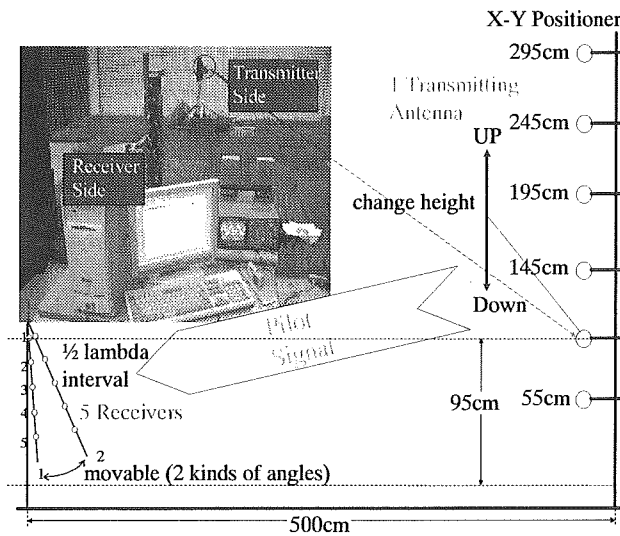 X-Y Positioner
295cm
Transmitter
Side
1 Transmitting
Antenna
245cm
UP
Receiver
Side
change height
195cm
145cm
Down
Pilot
Signal
½ lambda
interval
5 Receivers
1
2
3
4
5
95cm
55cm
1
2
movable (2 kinds of angles)
500cm